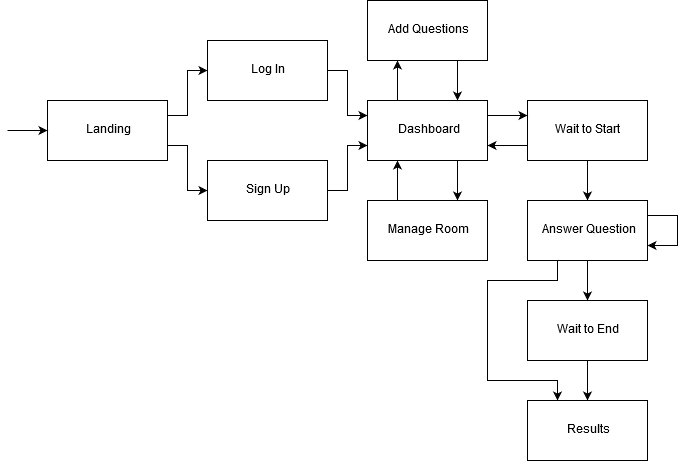 Add Questions
Log In
Landing
Dashboard
Wait to Start
Sign Up
Manage Room
Answer Question
Wait to End
Results